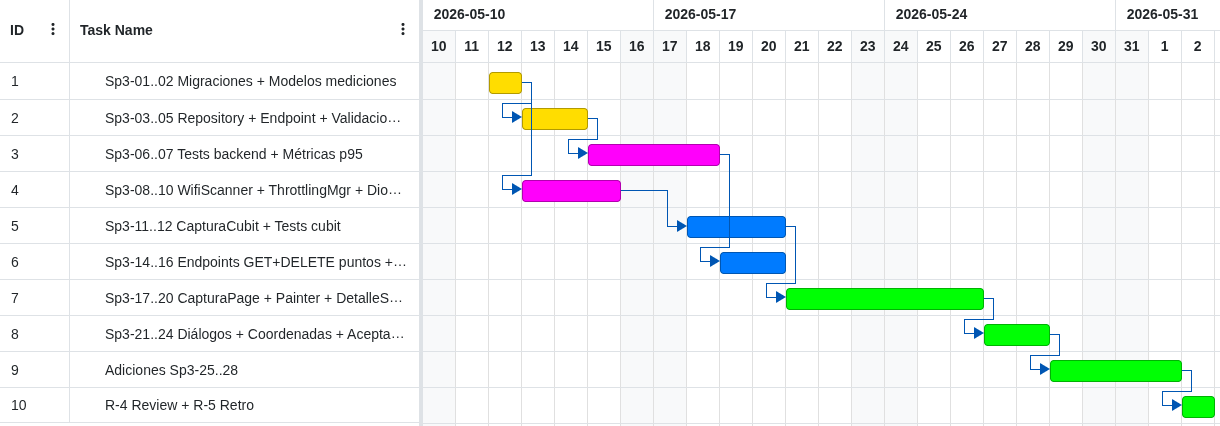 ID Task Name 2026-05-10 2026-05-17 2026-05-24 2026-05-31
10 11 12 13 14 15 16 17 18 19 20 21 22 23 24 25 26 27 28 29 30 31 1 2
1 Sp3-01..02 Migraciones + Modelos mediciones
2 Sp3-03..05 Repository + Endpoint + Validacio…
3 Sp3-06..07 Tests backend + Métricas p95
4 Sp3-08..10 WifiScanner + ThrottlingMgr + Dio…
5 Sp3-11..12 CapturaCubit + Tests cubit
6 Sp3-14..16 Endpoints GET+DELETE puntos +…
7 Sp3-17..20 CapturaPage + Painter + DetalleS…
8 Sp3-21..24 Diálogos + Coordenadas + Acepta…
9 Adiciones Sp3-25..28
10 R-4 Review + R-5 Retro